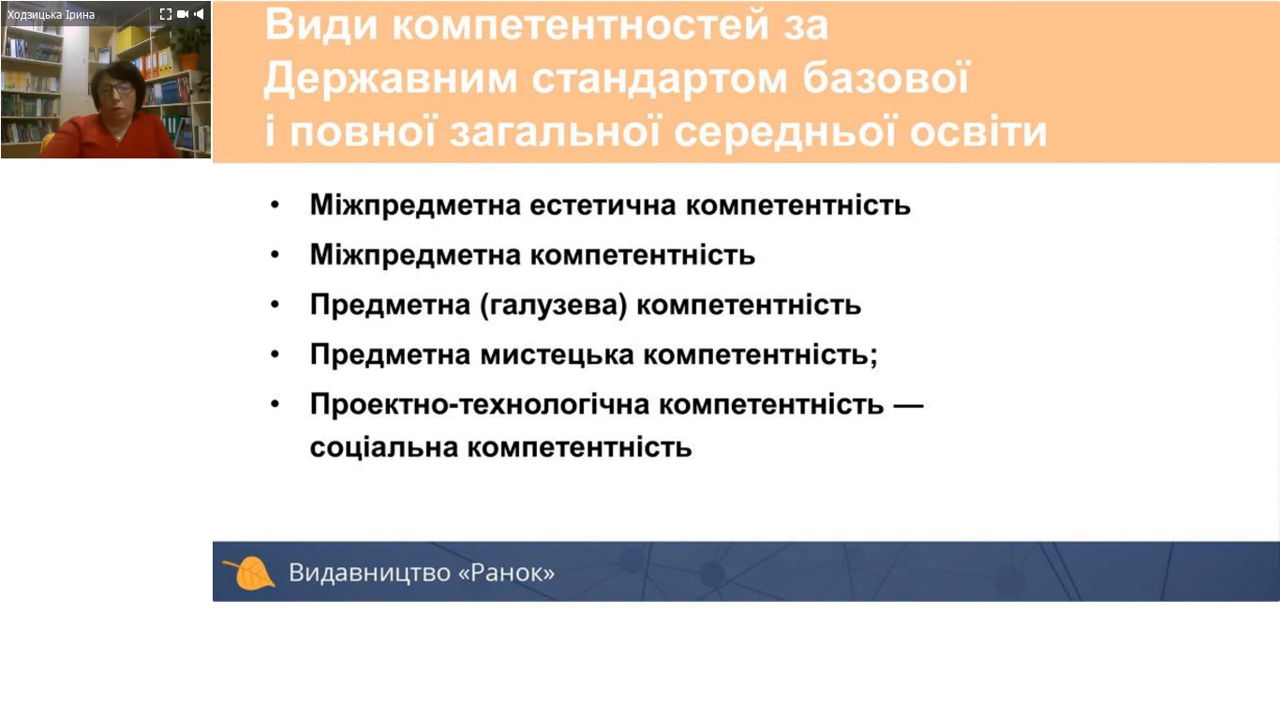 Ходзицька Ірина
Види компетентностей за
Державним стандартом базової
і повної загальної середньої освіти
• Міжпредметна естетична компетентність
• Міжпредметна компетентність
• Предметна (галузева) компетентність
• Предметна мистецька компетентність;
• Проектно-технологічна компетентність —
соціальна компетентність
Видавництво «Ранок»